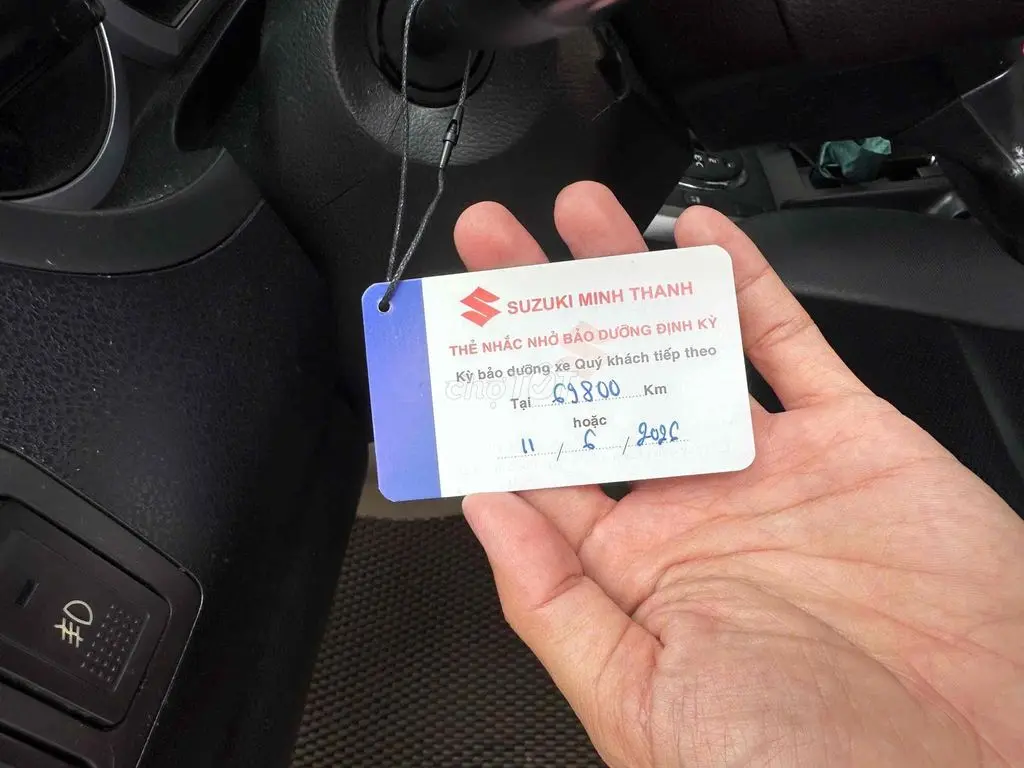 SUZUKI MINH THANH
THẺ NHẮC NHỞ BẢO DƯỠNG ĐỊNH KỲ
Kỳ bảo dưỡng xe Quý khách tiếp theo
chợTỐT
Tại 69800 Km
hoặc
11 / 6 / 2026